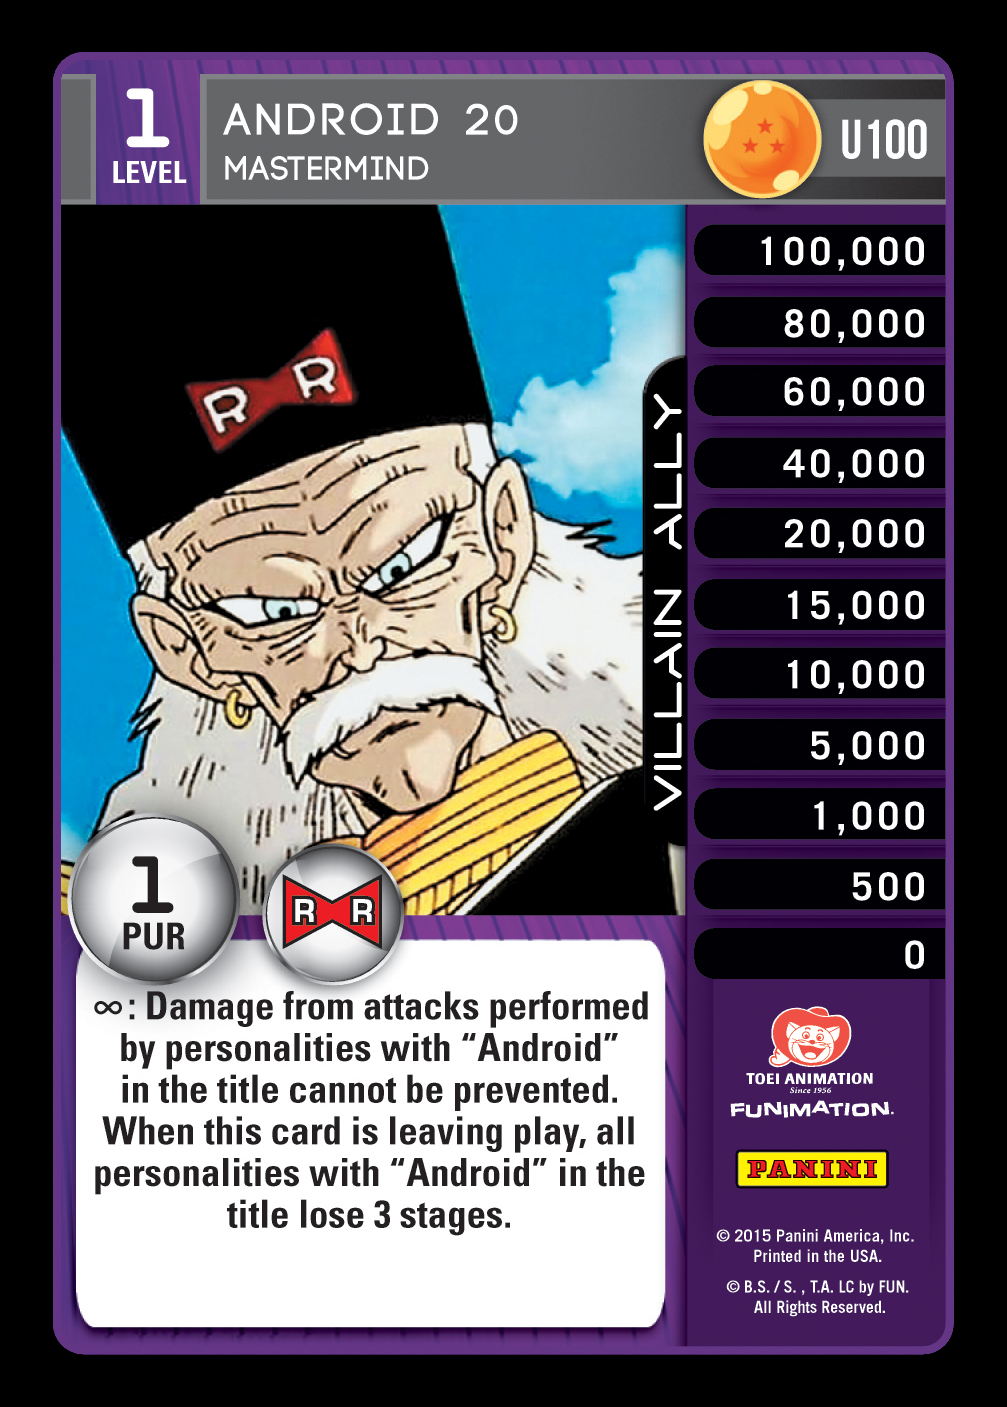 1
LEVEL
ANDROID 20
MASTERMIND
U100
R R
VILLAIN ALLY
100,000
80,000
60,000
40,000
20,000
15,000
10,000
5,000
1,000
500
0
1
PUR
R R
∞: Damage from attacks performed
by personalities with “Android”
in the title cannot be prevented.
When this card is leaving play, all
personalities with “Android” in the
title lose 3 stages.
TOEI ANIMATION
Since 1956
FUNIMATION.
PANINI
© 2015 Panini America, Inc.
Printed in the USA.
© B.S. / S. , T.A. LC by FUN.
All Rights Reserved.